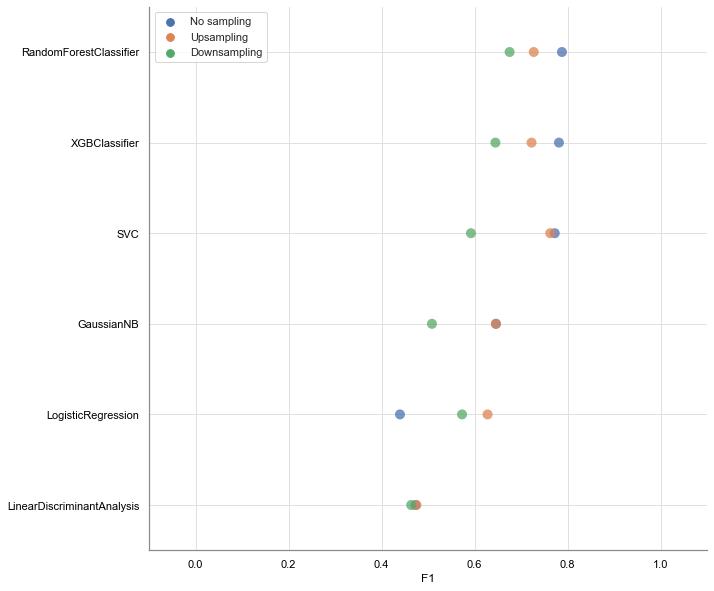 No sampling
Upsampling
Downsampling
RandomForestClassifier
XGBClassifier
SVC
GaussianNB
LogisticRegression
LinearDiscriminantAnalysis
0.0 0.2 0.4 0.6 0.8 1.0
F1